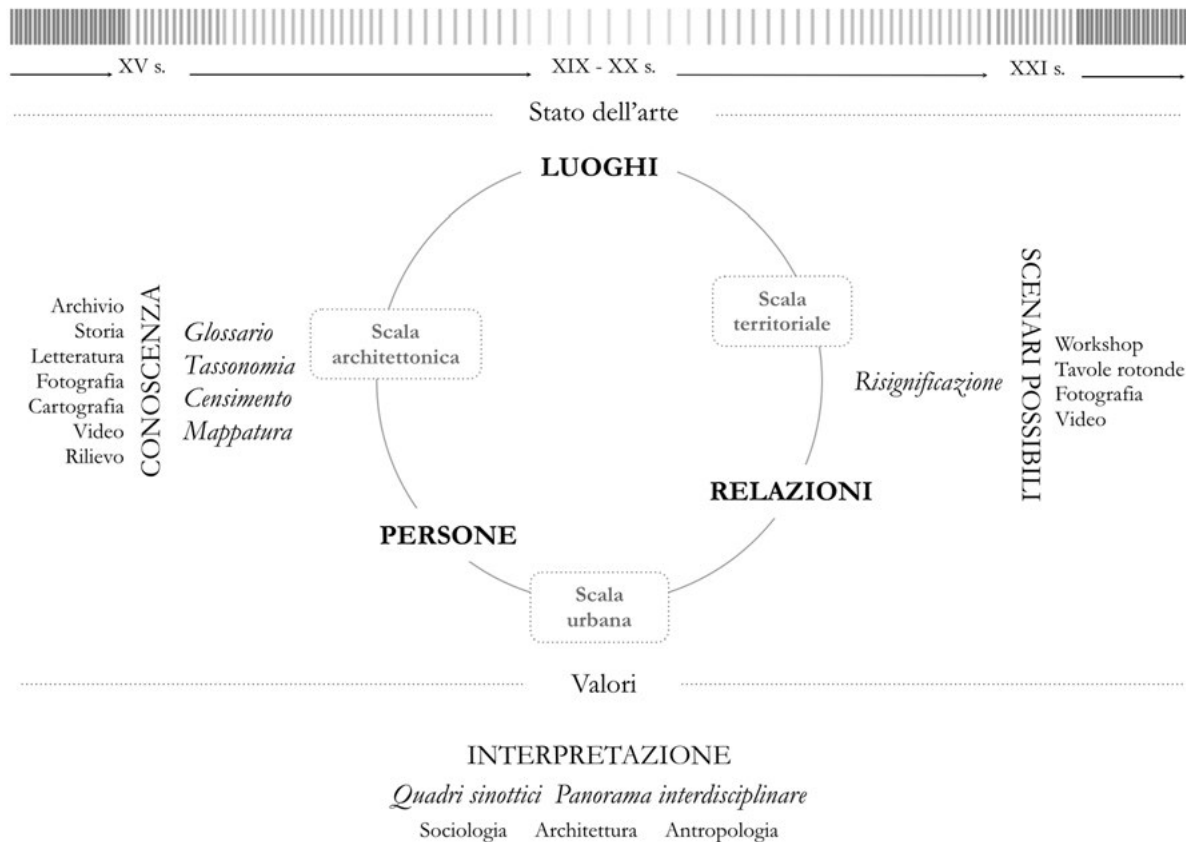 XV s.
XIX - XX s.
XXI s.
Stato dell'arte
LUOGHI
Archivio
Storia
Letteratura
Fotografia
Cartografia
Video
Rilievo
CONOSCENZA
Glossario
Tassonomia
Censimento
Mappatura
Scala
architettonica
Scala
territoriale
Risignificazione
SCENARI POSSIBILI
Workshop
Tavole rotonde
Fotografia
Video
PERSONE
RELAZIONI
Scala
urbana
Valori
INTERPRETAZIONE
Quadri sinottici Panorama interdisciplinare
Sociologia Architettura Antropologia